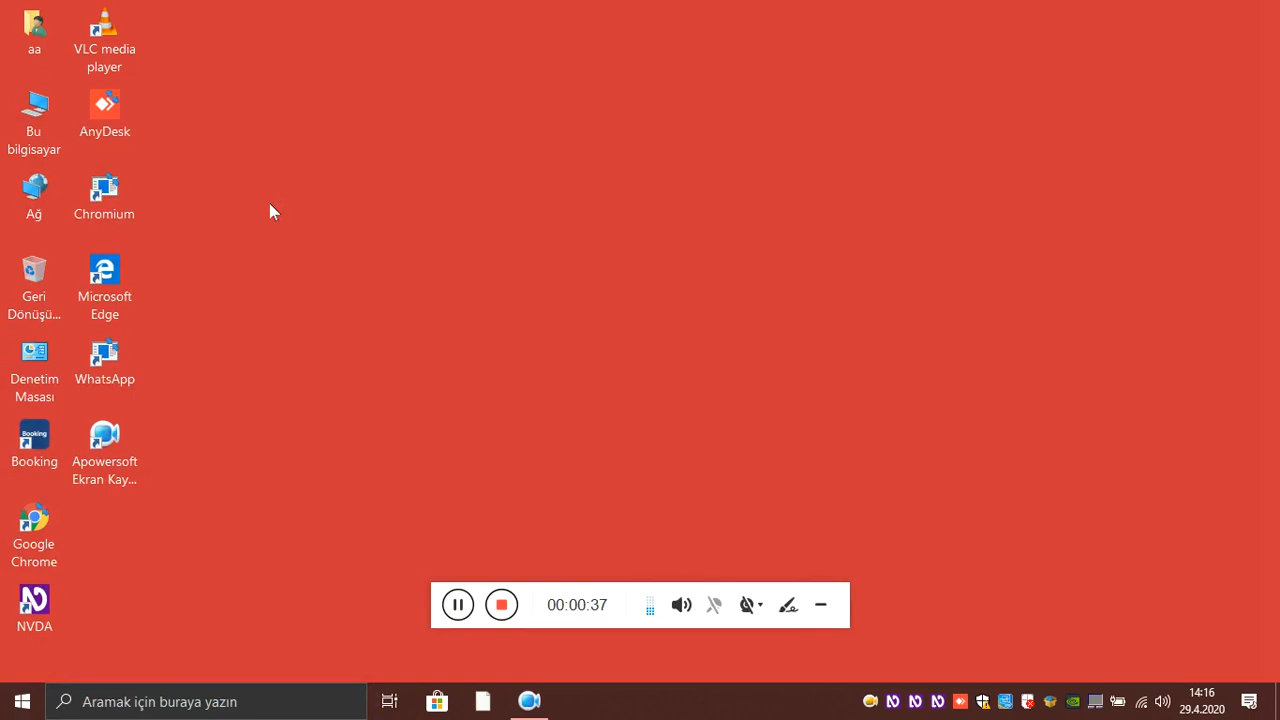 aa
VLC media
player
Bu
bilgisayar
AnyDesk
Ağ
Chromium
Geri
Dönüşü...
Microsoft
Edge
Denetim
Masası
WhatsApp
Booking
Booking
Apowersoft
Ekran Kay...
Google
Chrome
NVDA
00:00:37
Aramak için buraya yazın
14:16
29.4.2020